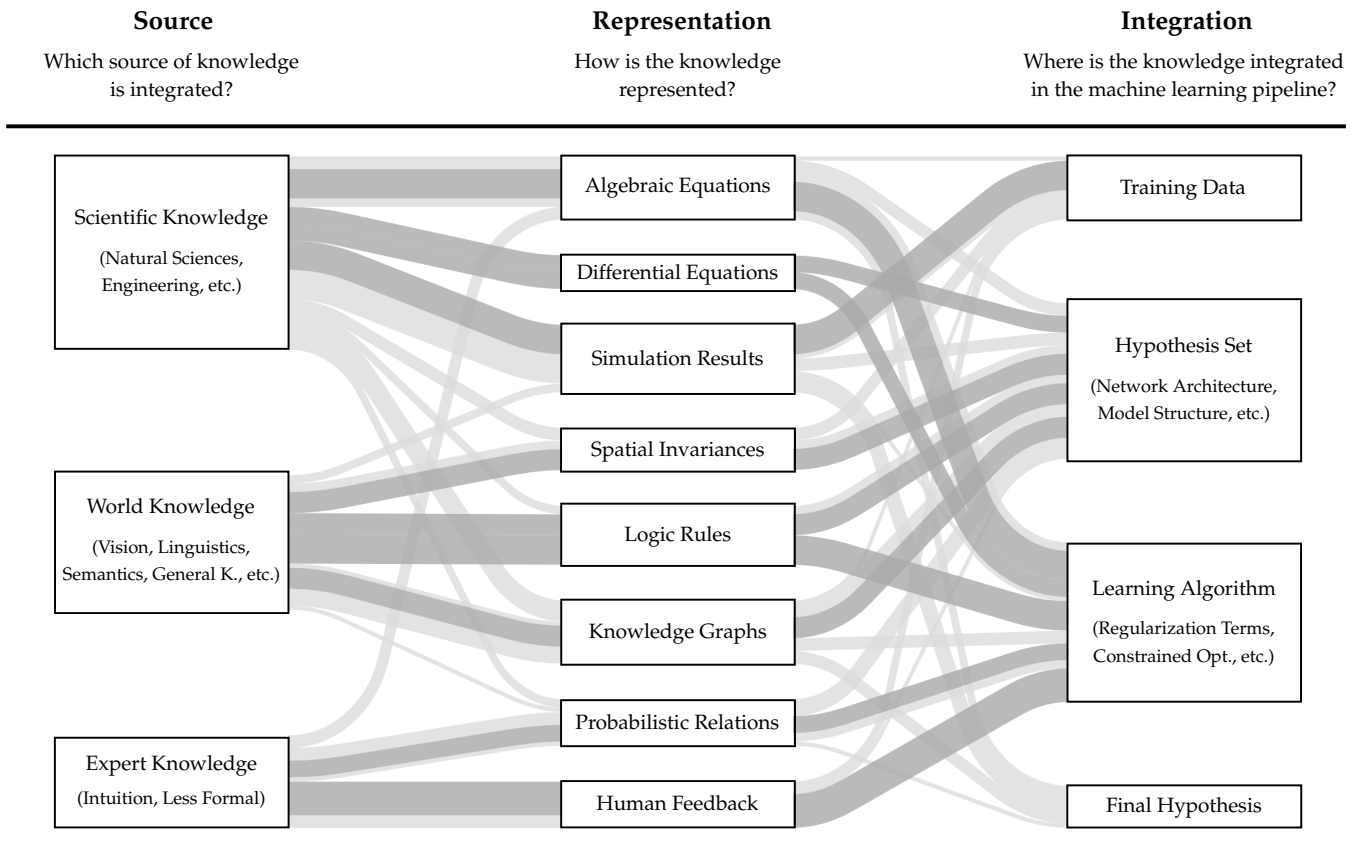 Source
Which source of knowledge
is integrated?
Representation
How is the knowledge
represented?
Integration
Where is the knowledge integrated
in the machine learning pipeline?
Scientific Knowledge
(Natural Sciences,
Engineering, etc.)
World Knowledge
(Vision, Linguistics,
Semantics, General K., etc.)
Expert Knowledge
(Intuition, Less Formal)
Algebraic Equations
Differential Equations
Simulation Results
Spatial Invariances
Logic Rules
Knowledge Graphs
Probabilistic Relations
Human Feedback
Training Data
Hypothesis Set
(Network Architecture,
Model Structure, etc.)
Learning Algorithm
(Regularization Terms,
Constrained Opt., etc.)
Final Hypothesis